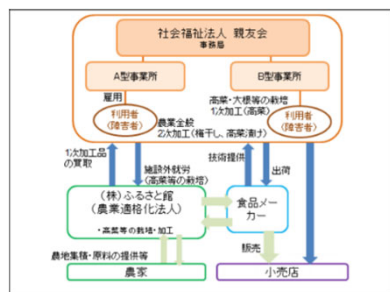 社会福祉法人 親友会
事務局
A型事業所
B型事業所
雇用
利用者
(障害者)
農業全般
2次加工(梅干し、高菜漬け)
高菜・大根等の栽培
1次加工(高菜)
利用者
(障害者)
1次加工品
の買取
施設外就労
(高菜等の栽培)
技術提供
出荷
(株)ふるさと館
(農業適格化法人)
・高菜等の栽培・加工
食品メー
カー
農地集積・原料の提供等
販売
農家
小売店